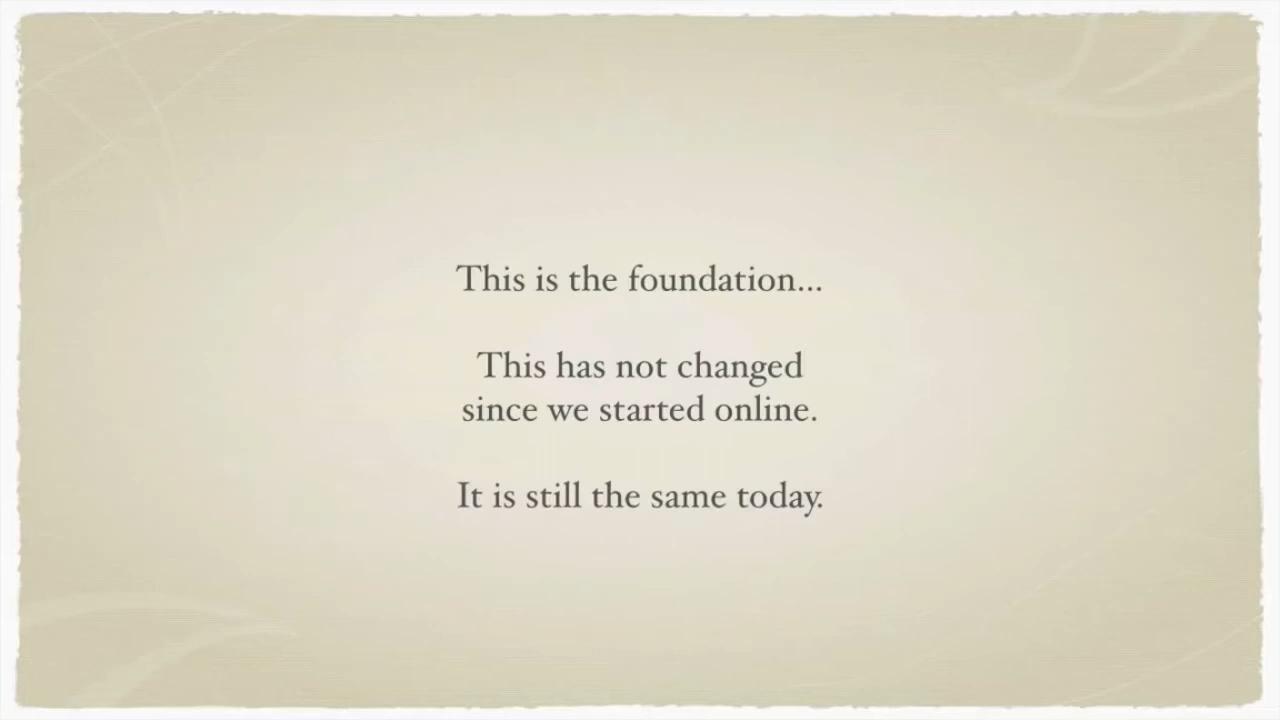 This is the foundation...
This has not changed
since we started online.
It is still the same today.